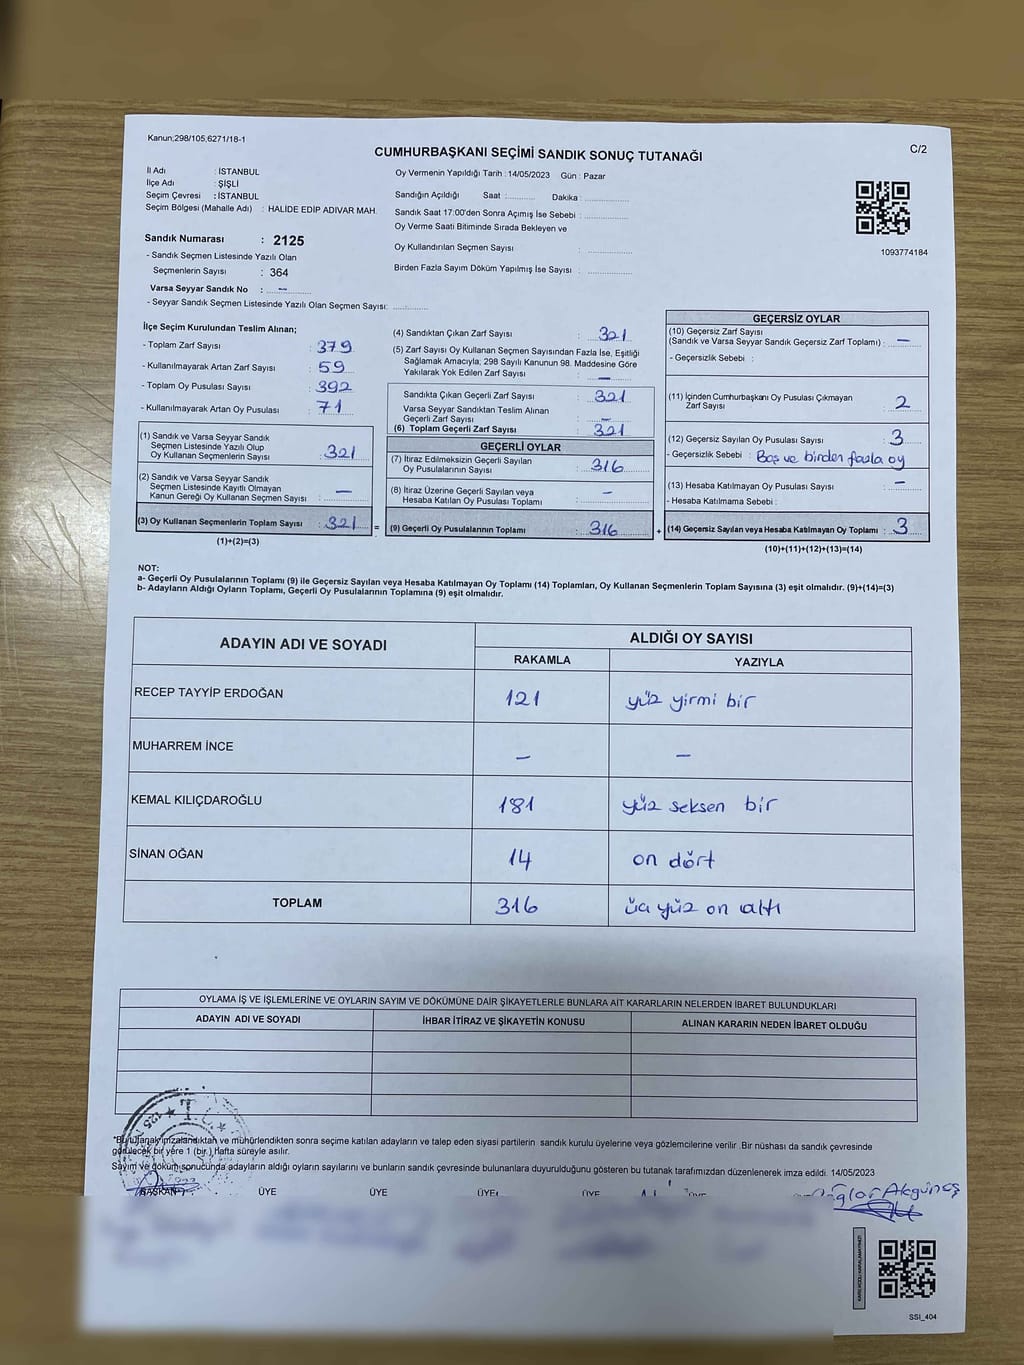 Kanun;298/105,6271/18-1
C/2
CUMHURBAŞKANI SEÇİMİ SANDIK SONUÇ TUTANAĞI
İl Adı : İSTANBUL
İlçe Adı : ŞİŞLİ
Seçim Çevresi : İSTANBUL
Seçim Bölgesi (Mahalle Adı) : HALİDE EDİP ADIVAR MAH.
Sandık Numarası : 2125
- Sandık Seçmen Listesinde Yazılı Olan
Seçmenlerin Sayısı : 364
Varsa Seyyar Sandık No : –
- Seyyar Sandık Seçmen Listesinde Yazılı Olan Seçmen Sayısı:
Oy Vermenin Yapıldığı Tarih : 14/05/2023 Gün : Pazar
Sandığın Açıldığı Saat : Dakika :
Sandık Saat 17:00'den Sonra Açımış İse Sebebi :
Oy Verme Saati Bitiminde Sırada Bekleyen ve
Oy Kullandırılan Seçmen Sayısı :
Birden Fazla Sayım Döküm Yapılmış İse Sayısı :
1093774184
İlçe Seçim Kurulundan Teslim Alınan;
- Toplam Zarf Sayısı : 379
- Kullanılmayarak Artan Zarf Sayısı : 59
- Toplam Oy Pusulası Sayısı : 392
- Kullanılmayarak Artan Oy Pusulası : 71
(1) Sandık ve Varsa Seyyar Sandık
Seçmen Listesinde Yazılı Olup
Oy Kullanan Seçmenlerin Sayısı : 321
(2) Sandık ve Varsa Seyyar Sandık
Seçmen Listesinde Kayıtlı Olmayan
Kanun Gereği Oy Kullanan Seçmen Sayısı : –
(3) Oy Kullanan Seçmenlerin Toplam Sayısı : 321
(1)+(2)=(3)
=
(4) Sandıktan Çıkan Zarf Sayısı : 321
(5) Zarf Sayısı Oy Kullanan Seçmen Sayısından Fazla İse, Eşitliği
Sağlamak Amacıyla; 298 Sayılı Kanunun 98. Maddesine Göre
Yakılarak Yok Edilen Zarf Sayısı : –
Sandıkta Çıkan Geçerli Zarf Sayısı : 321
Varsa Seyyar Sandıktan Teslim Alınan
Geçerli Zarf Sayısı : –
(6) Toplam Geçerli Zarf Sayısı : 321
GEÇERLİ OYLAR
(7) İtiraz Edilmeksizin Geçerli Sayılan
Oy Pusulalarının Sayısı : 316
(8) İtiraz Üzerine Geçerli Sayılan veya
Hesaba Katılan Oy Pusulası Toplamı : –
(9) Geçerli Oy Pusulalarının Toplamı : 316
+
GEÇERSİZ OYLAR
(10) Geçersiz Zarf Sayısı
(Sandık ve Varsa Seyyar Sandık Geçersiz Zarf Toplamı) : –
- Geçersizlik Sebebi :
(11) İçinden Cumhurbaşkanı Oy Pusulası Çıkmayan
Zarf Sayısı : 2
(12) Geçersiz Sayılan Oy Pusulası Sayısı : 3
- Geçersizlik Sebebi : Boş ve birden fazla oy
(13) Hesaba Katılmayan Oy Pusulası Sayısı : –
- Hesaba Katılmama Sebebi :
(14) Geçersiz Sayılan veya Hesaba Katılmayan Oy Toplamı : 3
(10)+(11)+(12)+(13)=(14)
NOT:
a- Geçerli Oy Pusulalarının Toplamı (9) ile Geçersiz Sayılan veya Hesaba Katılmayan Oy Toplamı (14) Toplamları, Oy Kullanan Seçmenlerin Toplam Sayısına (3) eşit olmalıdır. (9)+(14)=(3)
b- Adayların Aldığı Oyların Toplamı, Geçerli Oy Pusulalarının Toplamına (9) eşit olmalıdır.
ADAYIN ADI VE SOYADI ALDIĞI OY SAYISI
RAKAMLA YAZIYLA
RECEP TAYYİP ERDOĞAN 121 yüz yirmi bir
MUHARREM İNCE – –
KEMAL KILIÇDAROĞLU 181 yüz seksen bir
SİNAN OĞAN 14 on dört
TOPLAM 316 üç yüz on altı
OYLAMA İŞ VE İŞLEMLERİNE VE OYLARIN SAYIM VE DÖKÜMÜNE DAİR ŞİKAYETLERLE BUNLARA AİT KARARLARIN NELERDEN İBARET BULUNDUKLARI
ADAYIN ADI VE SOYADI İHBAR İTİRAZ VE ŞİKAYETİN KONUSU ALINAN KARARIN NEDEN İBARET OLDUĞU
T.C.
*Bu tutanak imzalandıktan ve mühürlendikten sonra seçime katılan adayların ve talep eden siyasi partilerin sandık kurulu üyelerine veya gözlemcilerine verilir. Bir nüshası da sandık çevresinde
görülecek bir yere 1 (bir ) Hafta süreyle asılır.
Sayım ve döküm sonucunda adayların aldığı oyların sayılarını ve bunların sandık çevresinde bulunanlara duyurulduğunu gösteren bu tutanak tarafımızdan düzenlenerek imza edildi. 14/05/2023
BAŞKAN ÜYE ÜYE ÜYE ÜYE ÜYE
Akgüneş
SSI_404